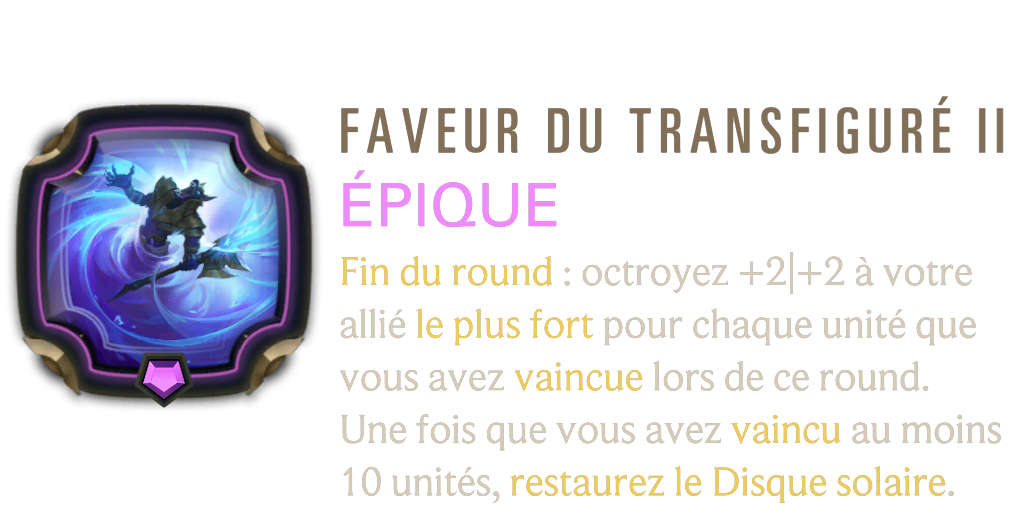 FAVEUR DU TRANSFIGURÉ II
ÉPIQUE
Fin du round : octroyez +2|+2 à votre
allié le plus fort pour chaque unité que
vous avez vaincue lors de ce round.
Une fois que vous avez vaincu au moins
10 unités, restaurez le Disque solaire.